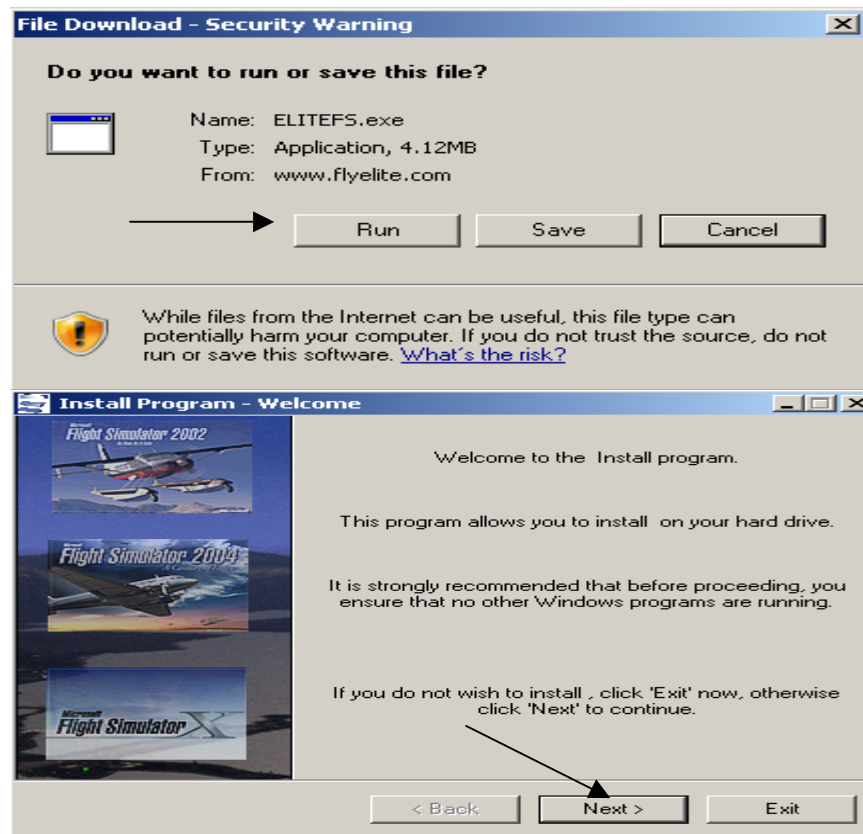 File Download - Security Warning
Do you want to run or save this file?
Name: ELITEFS.exe
Type: Application, 4.12MB
From: www.flyelite.com
Run Save Cancel
While files from the Internet can be useful, this file type can
potentially harm your computer. If you do not trust the source, do not
run or save this software. What's the risk?
Install Program - Welcome
Flight Simulator 2002
Welcome to the Install program.
This program allows you to install on your hard drive.
Flight Simulator 2004
A Century of Flight
It is strongly recommended that before proceeding, you
ensure that no other Windows programs are running.
If you do not wish to install , click 'Exit' now, otherwise
click 'Next' to continue.
Microsoft
Flight Simulator X
< Back Next > Exit